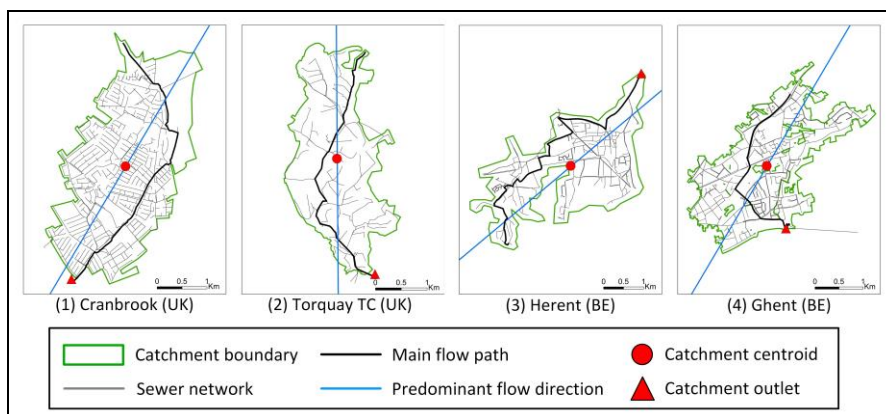 0 0.5 1
Km
0 0.5 1
Km
0 0.5 1
Km
0 0.5 1
Km
(1) Cranbrook (UK)
(2) Torquay TC (UK)
(3) Herent (BE)
(4) Ghent (BE)
Catchment boundary
Main flow path
Catchment centroid
Sewer network
Predominant flow direction
Catchment outlet